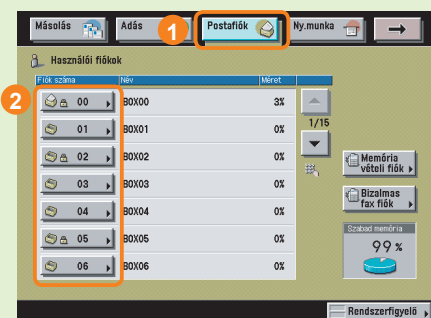 Másolás
Adás
1
Postafiók
Ny.munka
Használói fiókok
Fiók száma
Név
Méret
2
00
BOX00
3%
01
BOX01
0%
1/15
02
BOX02
0%
Memória
vételi fiók
03
BOX03
0%
Bizalmas
fax fiók
04
BOX04
0%
05
BOX05
0%
Szabad memória
99 %
06
BOX06
0%
Rendszerfigyelő